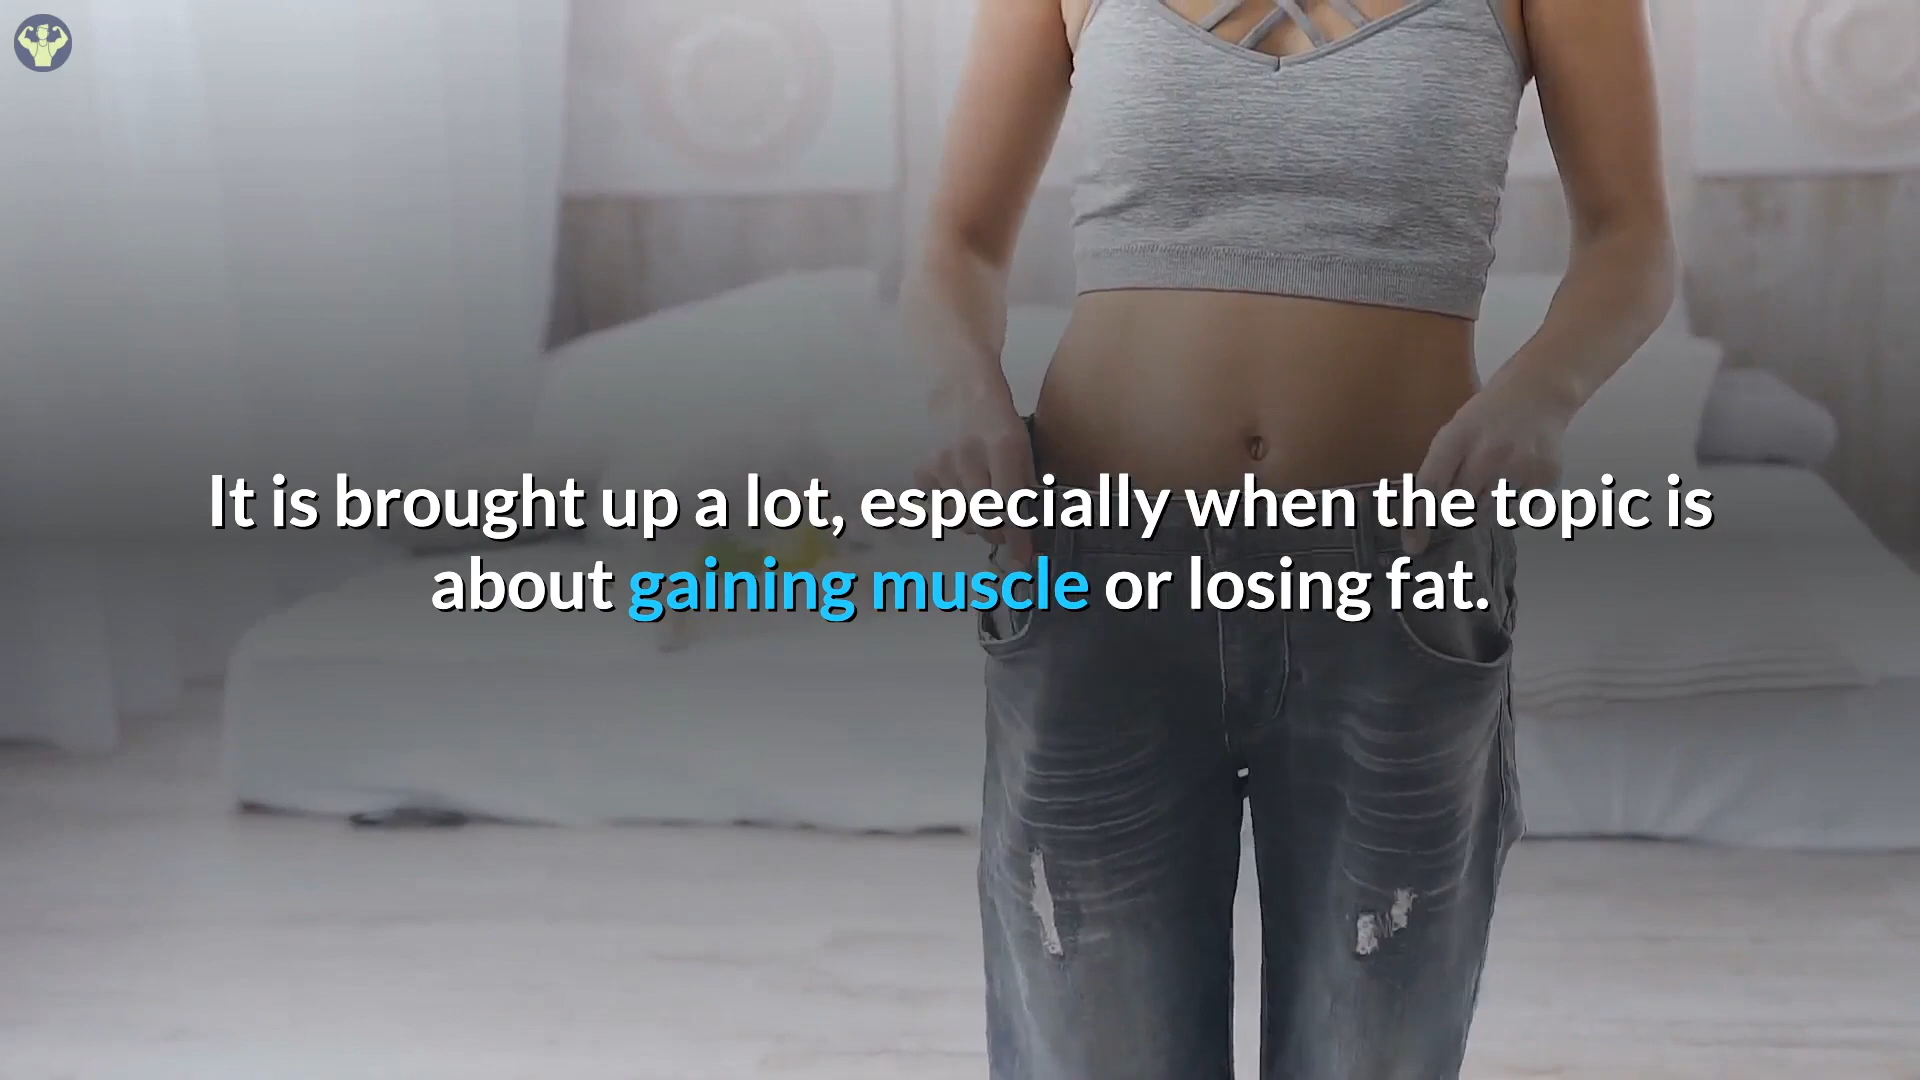 It is brought up a lot, especially when the topic is
about gaining muscle or losing fat.